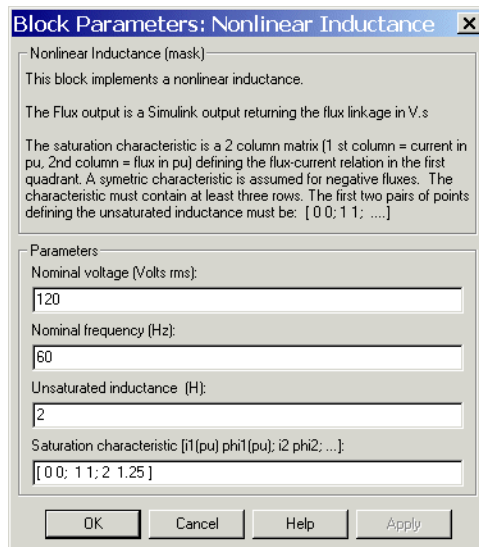 Block Parameters: Nonlinear Inductance
Nonlinear Inductance (mask)
This block implements a nonlinear inductance.
The Flux output is a Simulink output returning the flux linkage in V.s
The saturation characteristic is a 2 column matrix (1 st column = current in
pu, 2nd column = flux in pu) defining the flux-current relation in the first
quadrant. A symetric characteristic is assumed for negative fluxes. The
characteristic must contain at least three rows. The first two pairs of points
defining the unsaturated inductance must be: [ 0 0; 1 1; ....]
Parameters
Nominal voltage (Volts rms):
120
Nominal frequency (Hz):
60
Unsaturated inductance (H):
2
Saturation characteristic [i1(pu) phi1(pu); i2 phi2; ...]:
[ 0 0; 1 1; 2 1.25 ]
OK Cancel Help Apply